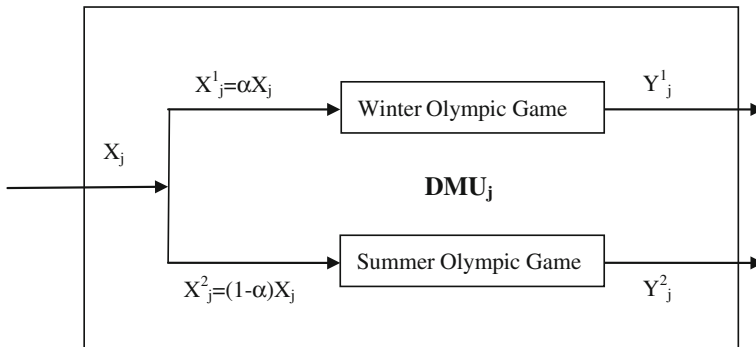 X¹ⱼ=αXⱼ
Winter Olympic Game
Y¹ⱼ
Xⱼ
DMUⱼ
Summer Olympic Game
X²ⱼ=(1-α)Xⱼ
Y²ⱼ